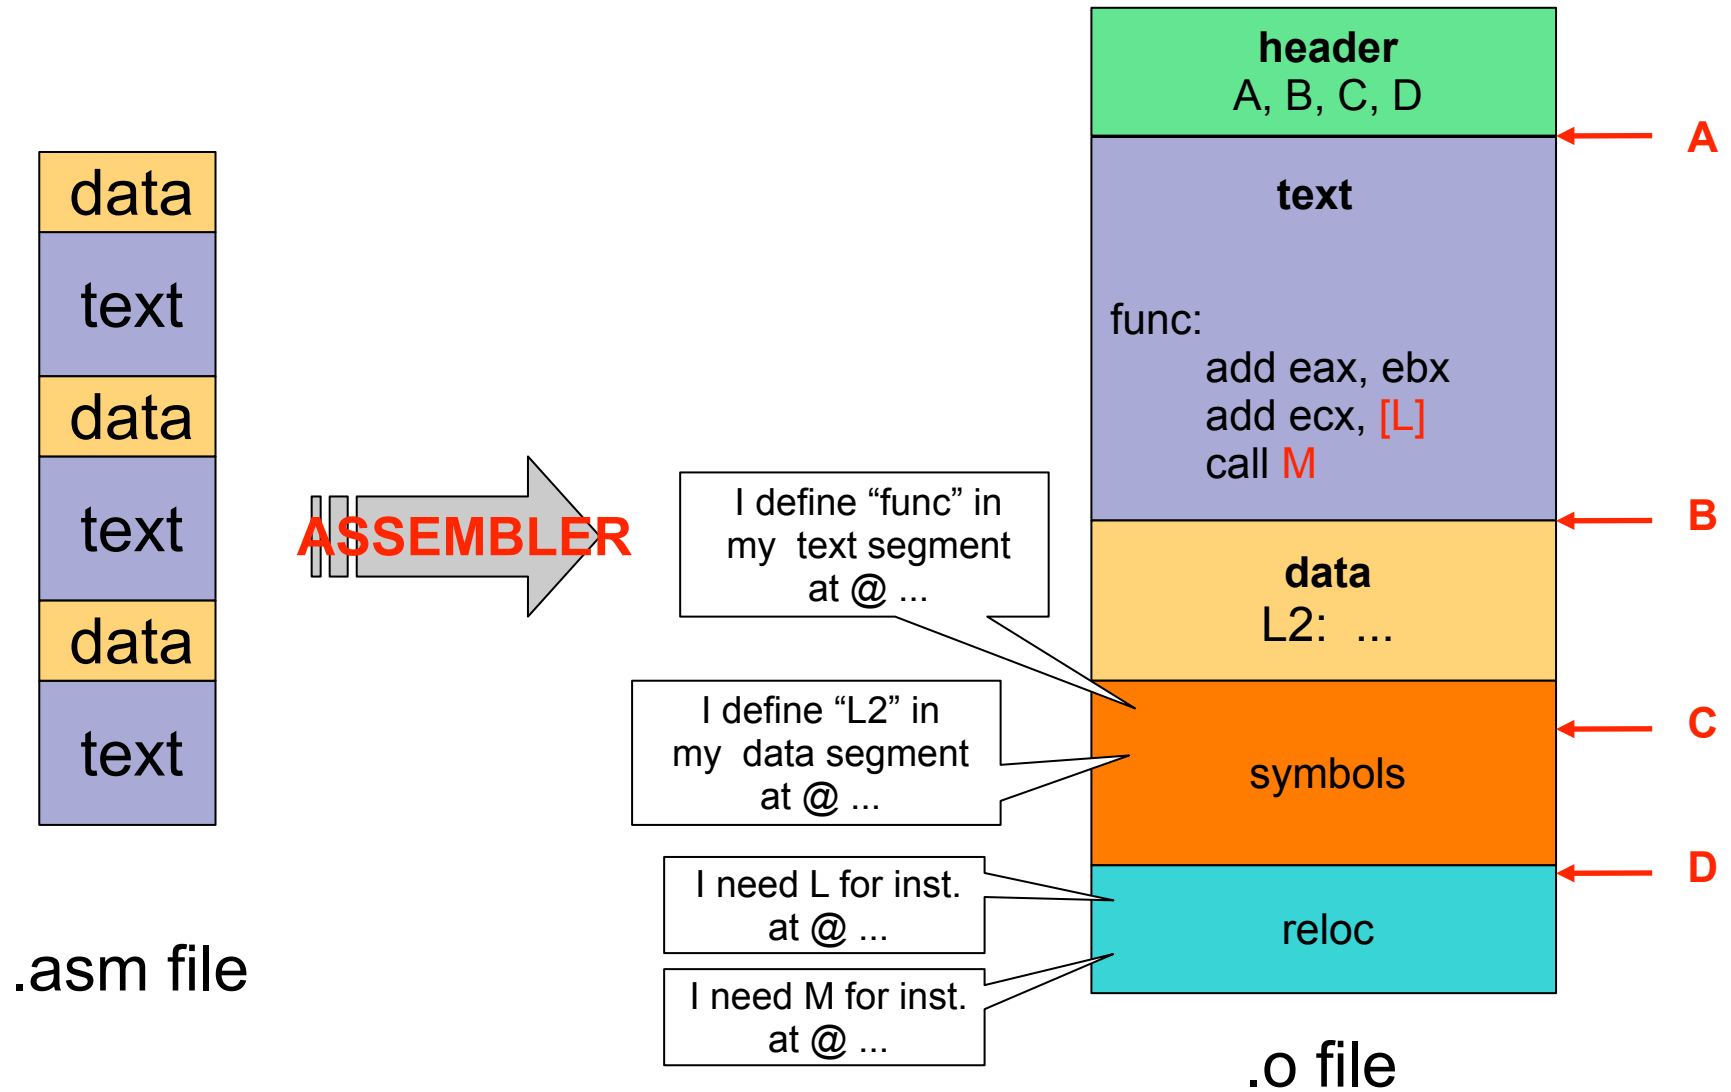 data
text
data
text
data
text
.asm file
ASSEMBLER
I define “func” in
my text segment
at @ ...
I define “L2” in
my data segment
at @ ...
I need L for inst.
at @ ...
I need M for inst.
at @ ...
header
A, B, C, D
text
func:
add eax, ebx
add ecx, [L]
call M
data
L2: ...
symbols
reloc
.o file
A
B
C
D